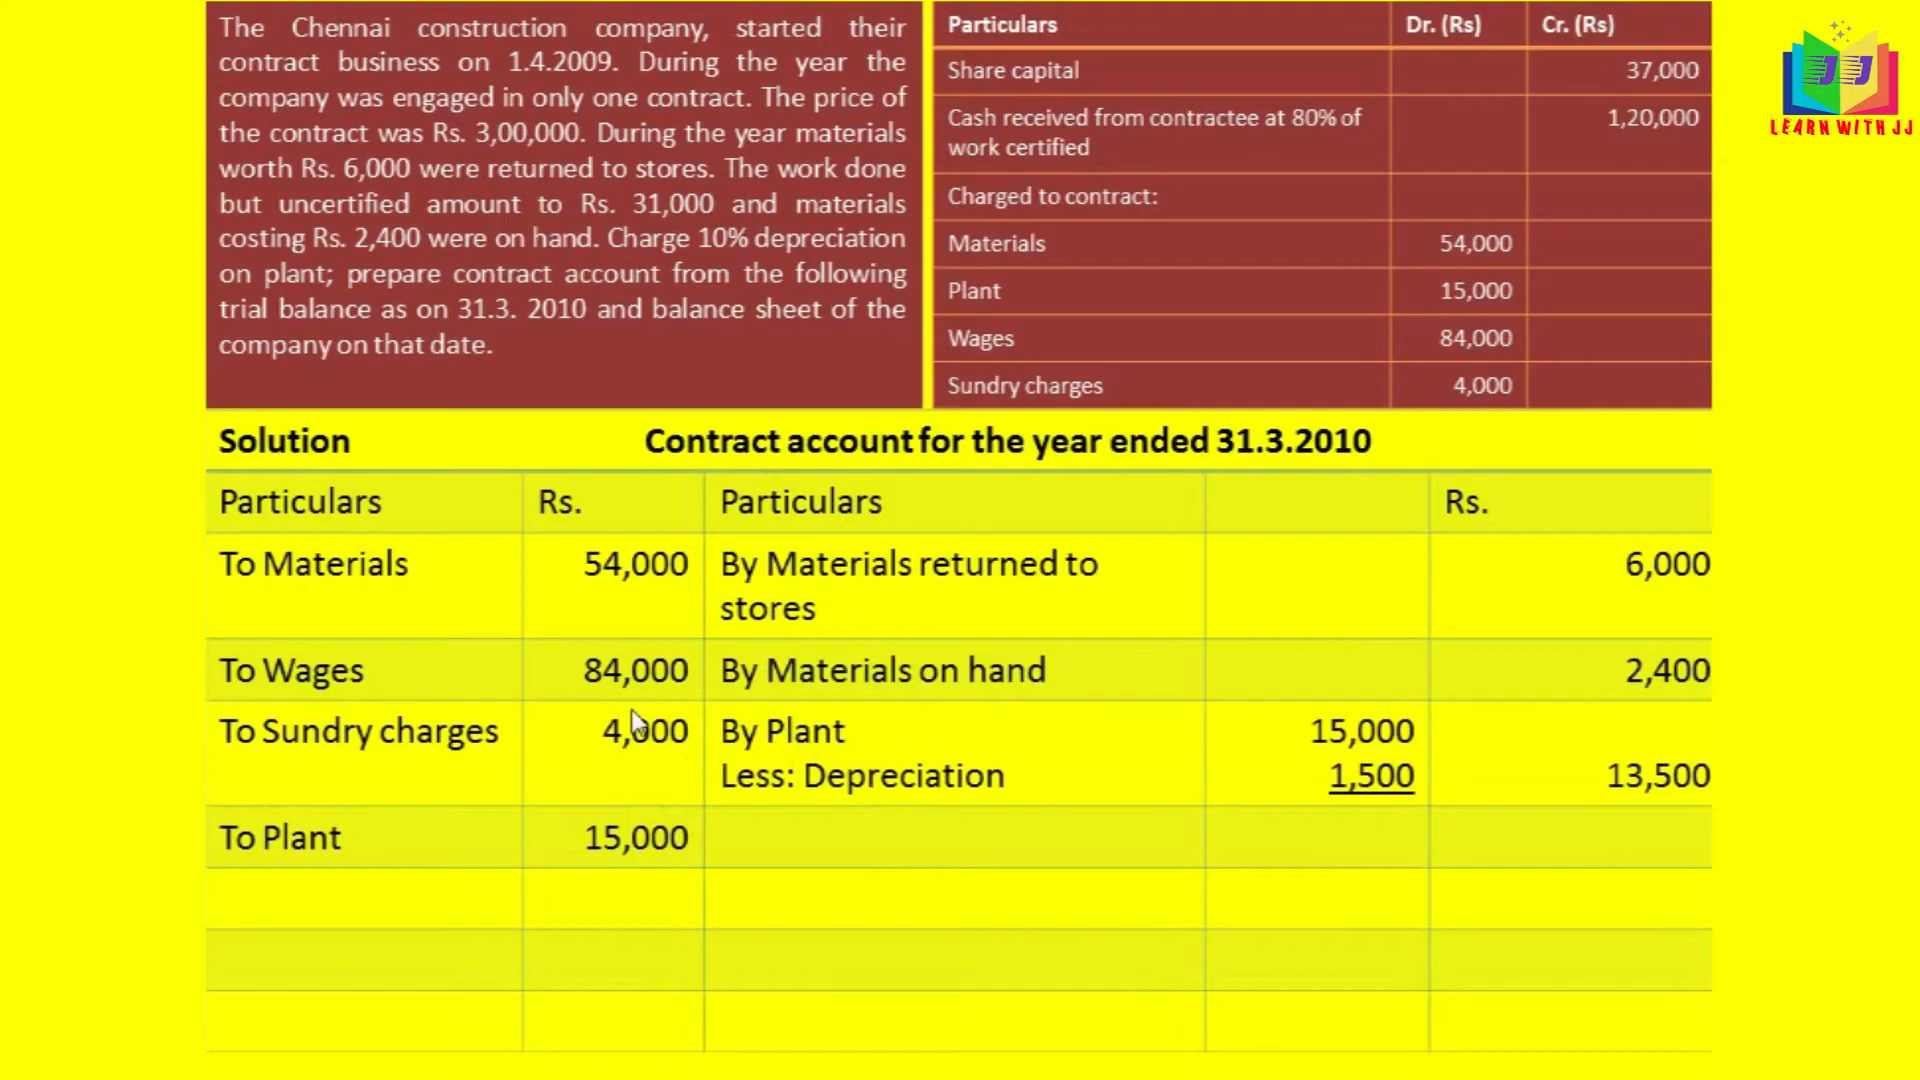 The Chennai construction company, started their
contract business on 1.4.2009. During the year the
company was engaged in only one contract. The price of
the contract was Rs. 3,00,000. During the year materials
worth Rs. 6,000 were returned to stores. The work done
but uncertified amount to Rs. 31,000 and materials
costing Rs. 2,400 were on hand. Charge 10% depreciation
on plant; prepare contract account from the following
trial balance as on 31.3. 2010 and balance sheet of the
company on that date.
Particulars Dr. (Rs) Cr. (Rs)
Share capital 37,000
Cash received from contractee at 80% of 1,20,000
work certified
Charged to contract:
Materials 54,000
Plant 15,000
Wages 84,000
Sundry charges 4,000
JJ
LEARN WITH JJ
Solution Contract account for the year ended 31.3.2010
Particulars Rs. Particulars Rs.
To Materials 54,000 By Materials returned to 6,000
stores
To Wages 84,000 By Materials on hand 2,400
To Sundry charges 4,000 By Plant 15,000
Less: Depreciation 1,500 13,500
To Plant 15,000